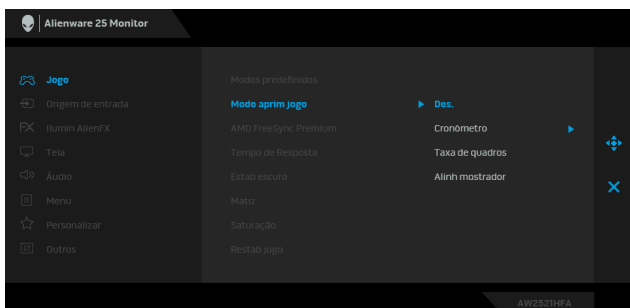 Alienware 25 Monitor
Jogo
Origem de entrada
FX Ilumin AlienFX
Tela
Áudio
Menu
Personalizar
Outros
Modos predefinidos
Modo aprim jogo
AMD FreeSync Premium
Tempo de Resposta
Estab escuro
Matiz
Saturação
Restab jogo
Des.
Cronômetro
Taxa de quadros
Alinh mostrador
AW2521HFA